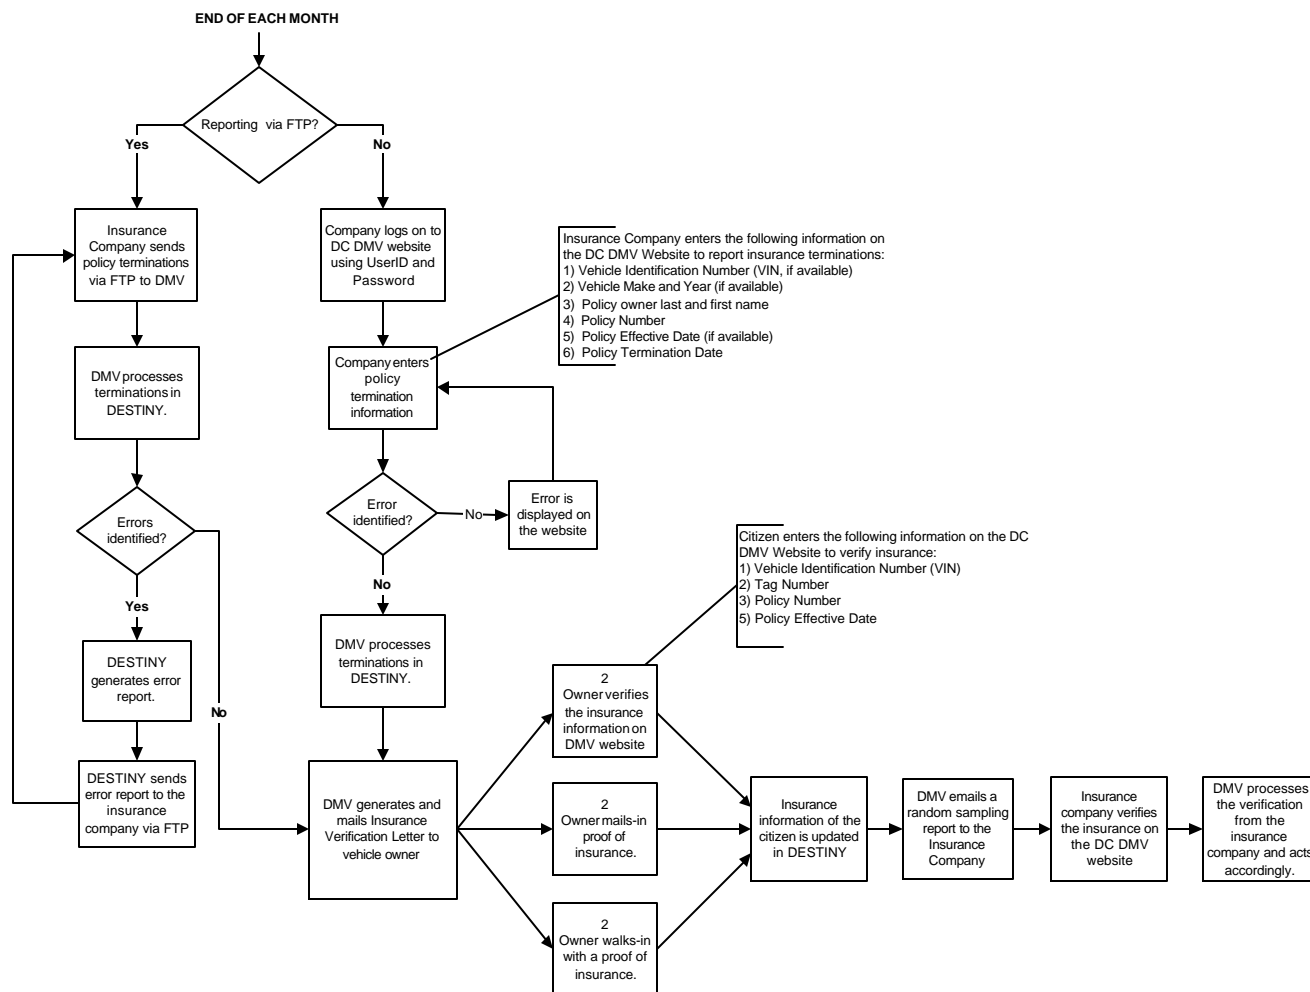 END OF EACH MONTH
Reporting via FTP?
Yes
No
Insurance
Company sends
policy terminations
via FTP to DMV
Company logs on to
DC DMV website
using UserID and
Password
Insurance Company enters the following information on
the DC DMV Website to report insurance terminations:
1) Vehicle Identification Number (VIN, if available)
2) Vehicle Make and Year (if available)
3) Policy owner last and first name
4) Policy Number
5) Policy Effective Date (if available)
6) Policy Termination Date
DMV processes
terminations in
DESTINY.
Company enters
policy
termination
information
Errors
identified?
Error
identified?
No
Error is
displayed on
the website
Citizen enters the following information on the DC
DMV Website to verify insurance:
1) Vehicle Identification Number (VIN)
2) Tag Number
3) Policy Number
5) Policy Effective Date
Yes
No
DESTINY
generates error
report.
No
DMV processes
terminations in
DESTINY.
2
Owner verifies
the insurance
information on
DMV website
DESTINY sends
error report to the
insurance
company via FTP
DMV generates and
mails Insurance
Verification Letter to
vehicle owner
2
Owner mails-in
proof of
insurance.
2
Owner walks-in
with a proof of
insurance.
Insurance
information of the
citizen is updated
in DESTINY
DMV emails a
random sampling
report to the
Insurance
Company
Insurance
company verifies
the insurance on
the DC DMV
website
DMV processes
the verification
from the
insurance
company and acts
accordingly.